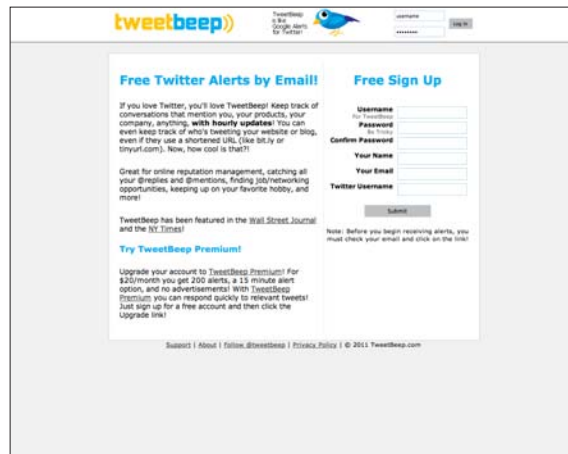 tweetbeep
TweetBeep
is like
Google Alerts
for Twitter!
username
••••••••
Log In
Free Twitter Alerts by Email!
If you love Twitter, you'll love TweetBeep! Keep track of
conversations that mention you, your products, your
company, anything, with hourly updates! You can
even keep track of who's tweeting your website or blog,
even if they use a shortened URL (like bit.ly or
tinyurl.com). Now, how cool is that?!
Great for online reputation management, catching all
your @replies and @mentions, finding job/networking
opportunities, keeping up on your favorite hobby, and
more!
TweetBeep has been featured in the Wall Street Journal
and the NY Times!
Try TweetBeep Premium!
Upgrade your account to TweetBeep Premium! For
$20/month you get 200 alerts, a 15 minute alert
option, and no advertisements! With TweetBeep
Premium you can respond quickly to relevant tweets!
Just sign up for a free account and then click the
Upgrade link!
Free Sign Up
Username
For TweetBeep
Password
Be Tricky
Confirm Password
Your Name
Your Email
Twitter Username
Submit
Note: Before you begin receiving alerts, you
must check your email and click on the link!
Support | About | Follow @tweetbeep | Privacy Policy | © 2011 TweetBeep.com